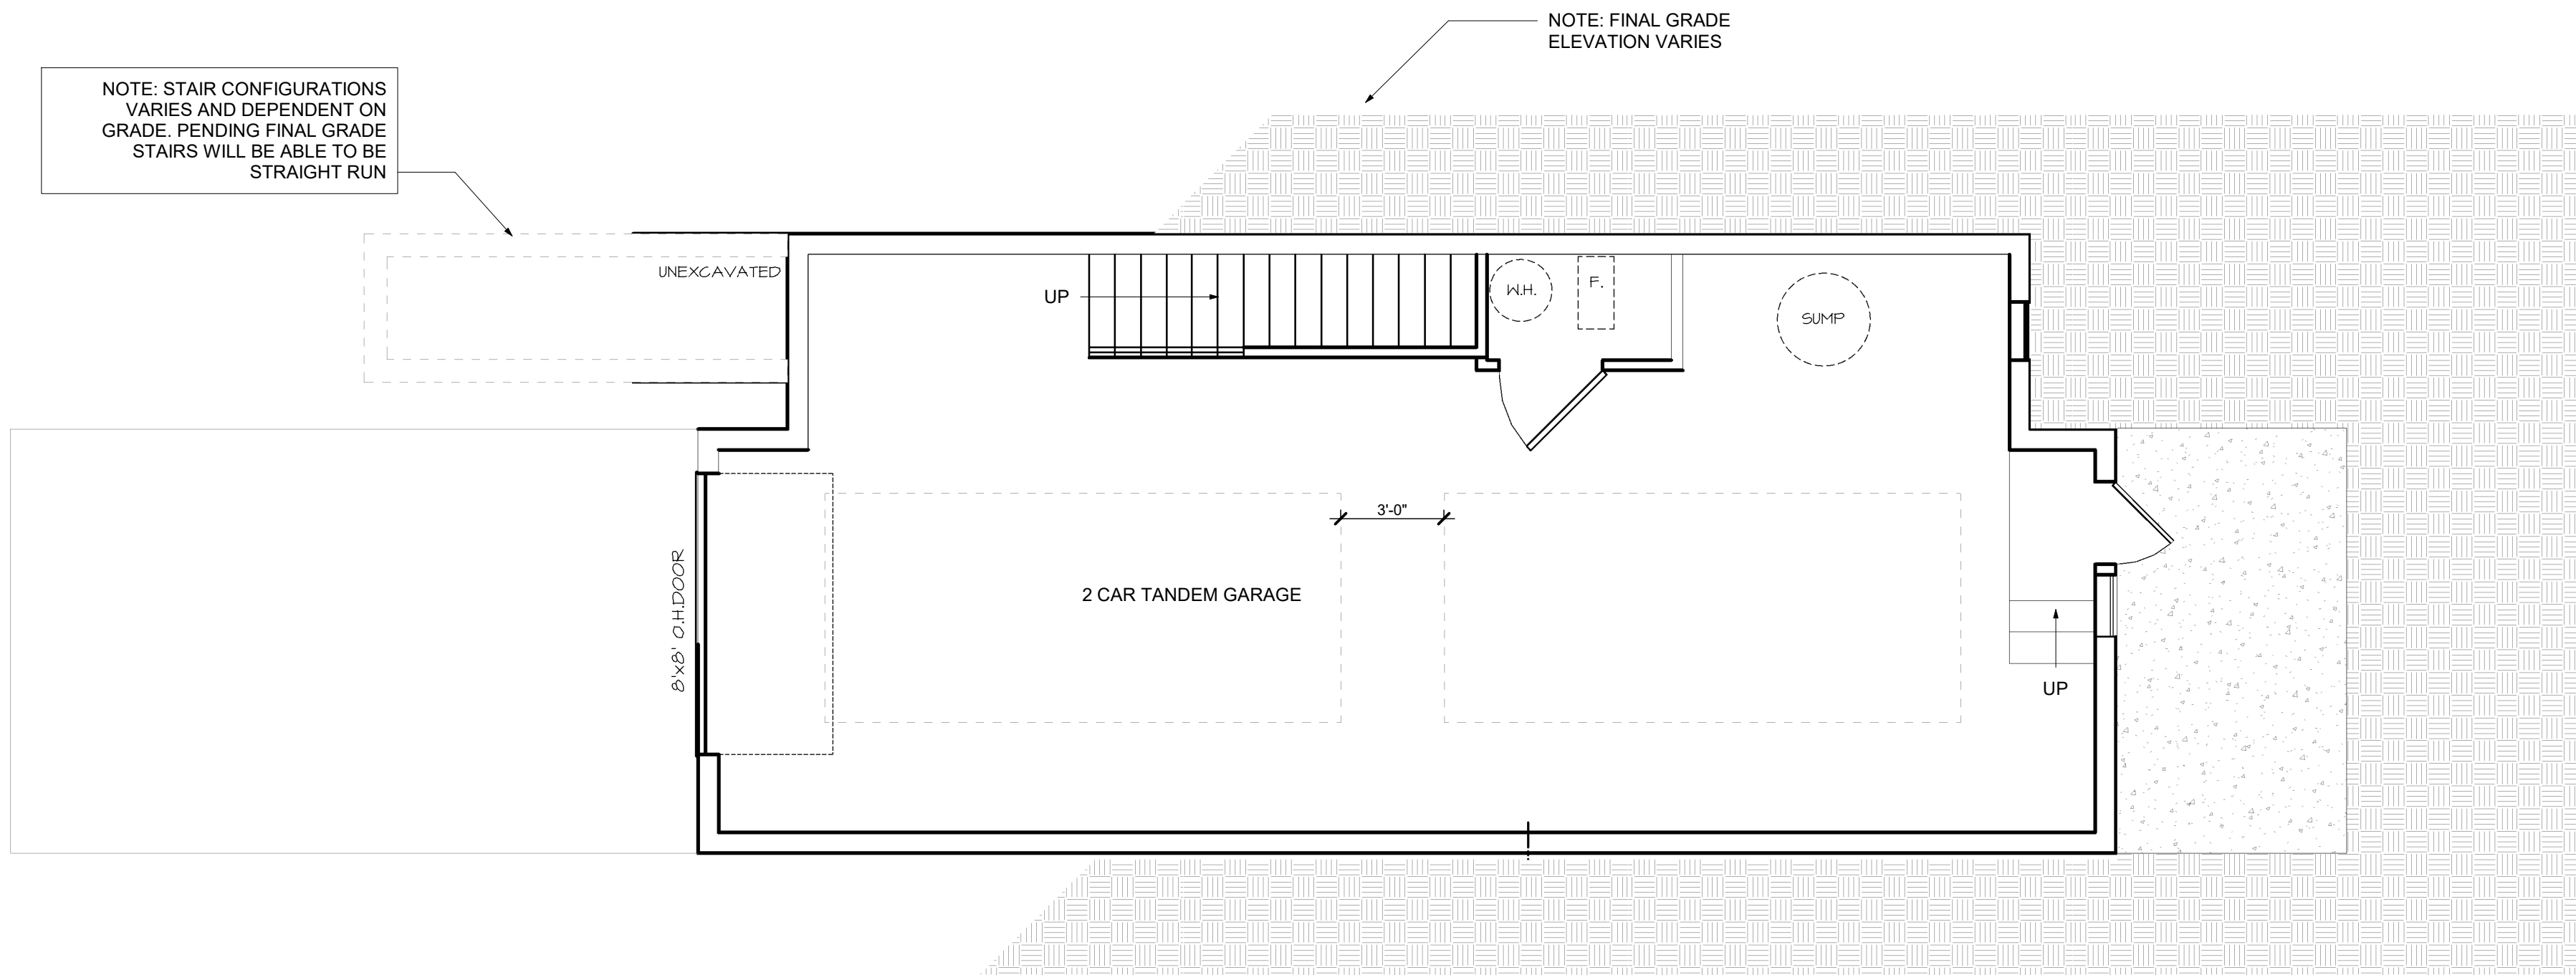 NOTE: FINAL GRADE
ELEVATION VARIES
NOTE: STAIR CONFIGURATIONS
VARIES AND DEPENDENT ON
GRADE. PENDING FINAL GRADE
STAIRS WILL BE ABLE TO BE
STRAIGHT RUN
UNEXCAVATED
UP
W.H.
F.
SUMP
3'-0"
8'x8' O.H.DOOR
2 CAR TANDEM GARAGE
UP